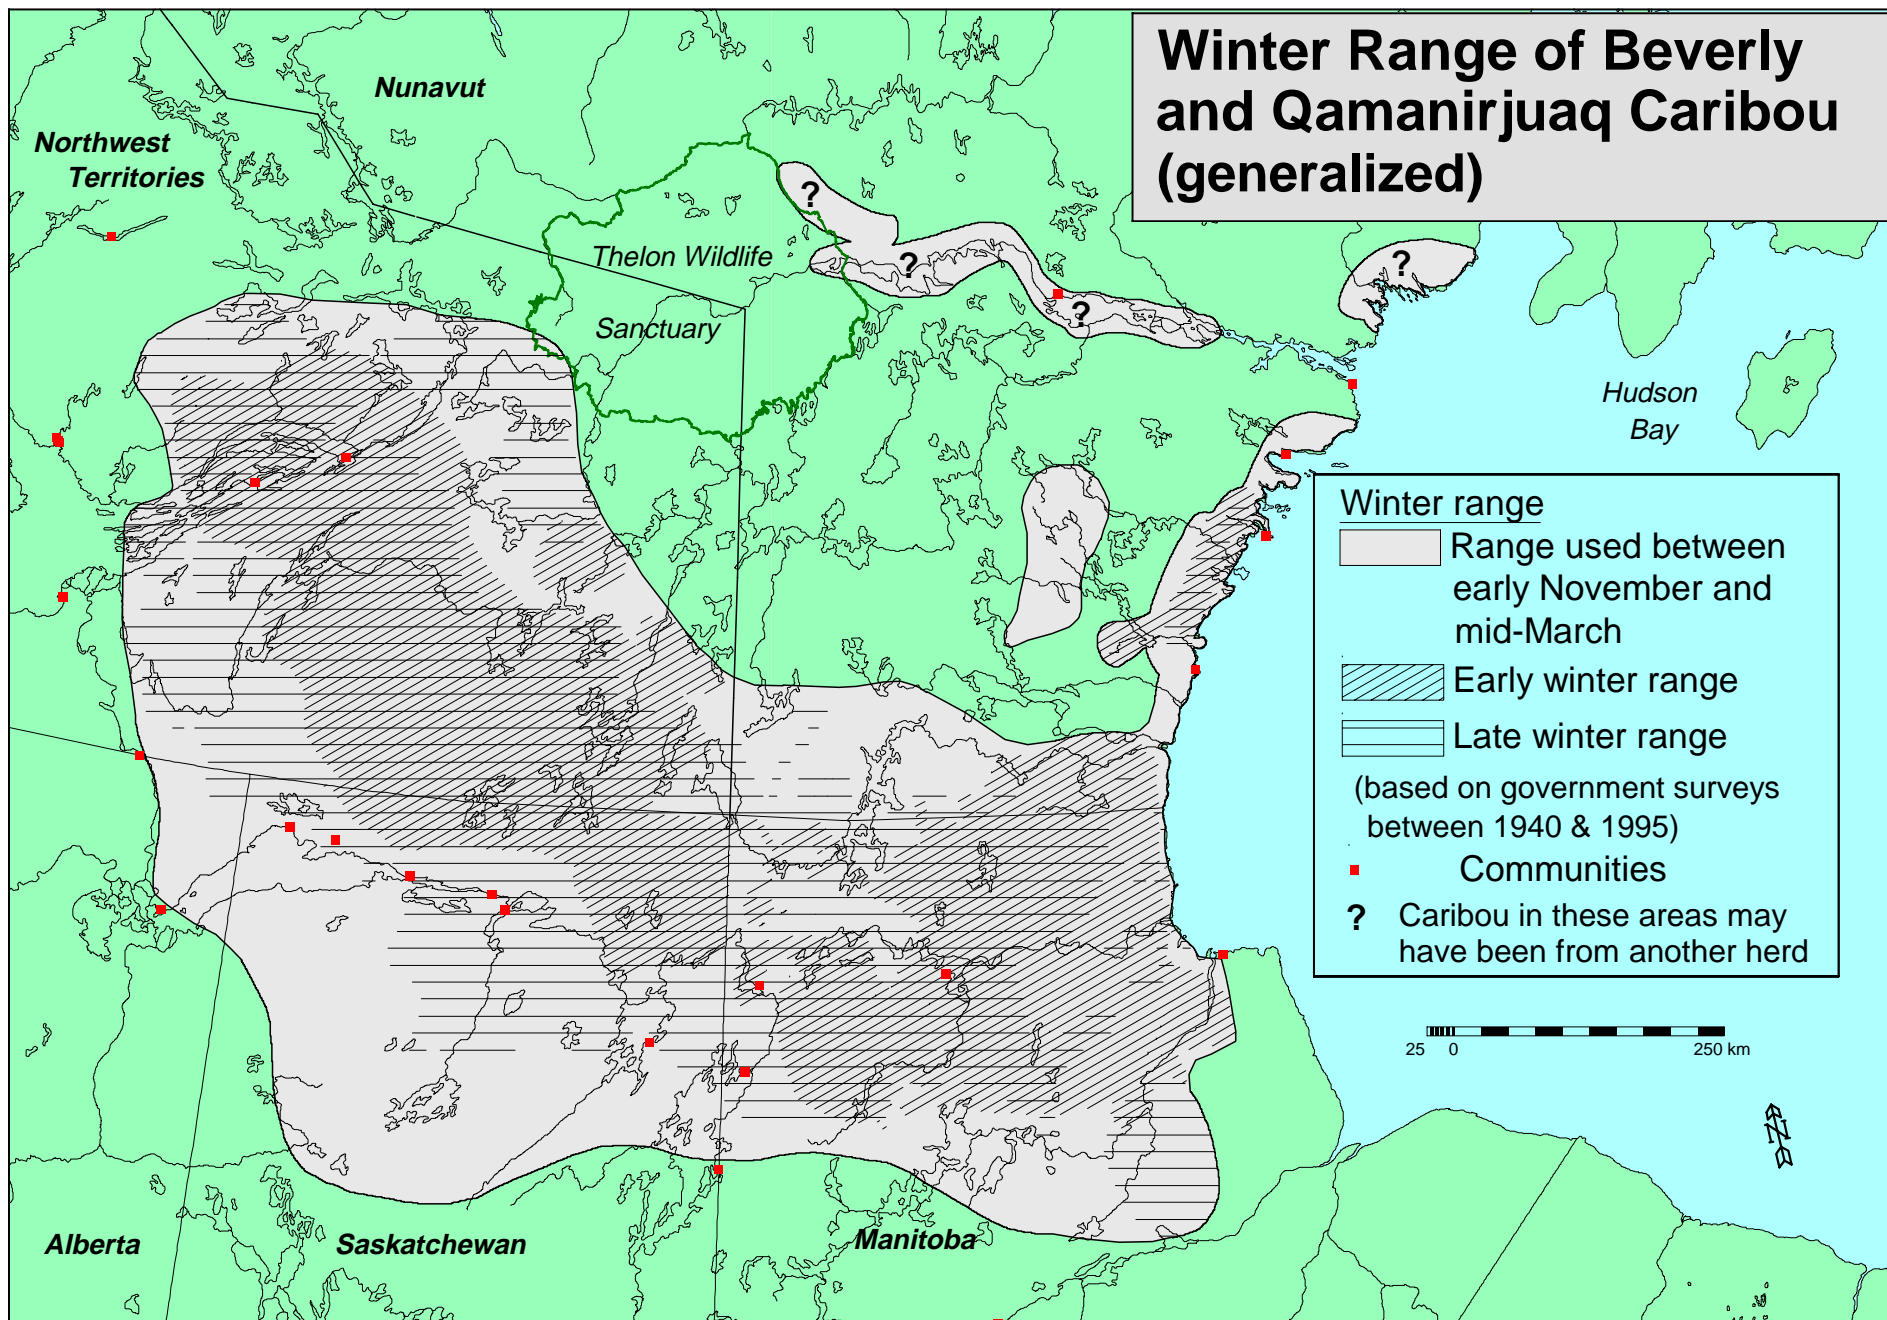 Winter Range of Beverly
and Qamanirjuaq Caribou
(generalized)
Nunavut
Northwest
Territories
?
Thelon Wildlife
?
?
?
Sanctuary
Hudson
Bay
Winter range
Range used between
early November and
mid-March
Early winter range
Late winter range
(based on government surveys
between 1940 & 1995)
Communities
? Caribou in these areas may
have been from another herd
25 0 250 km
N
Alberta
Saskatchewan
Manitoba